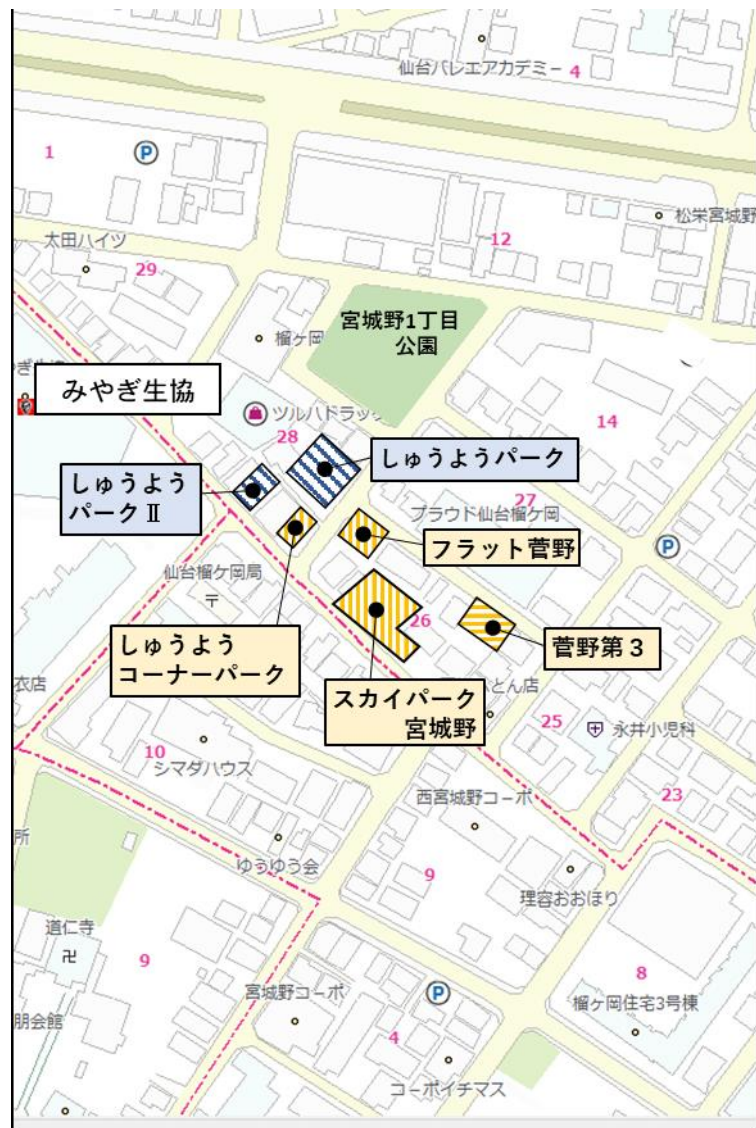 仙台バレエアカデミー
4
1
P
松栄宮城野
12
太田ハイツ
29
宮城野1丁目
公園
榴ヶ岡
みやぎ生協
ツルハドラッグ
28
14
しゅうようパーク
しゅうよう
パークⅡ
27
プラウド仙台榴ケ岡
フラット菅野
P
仙台榴ケ岡局
〒
26
しゅうよう
コーナーパーク
菅野第3
スカイパーク
宮城野
衣店
とん店
25
永井小児科
10
シマダハウス
23
西宮城野コーポ
所
ゆうゆう会
9
理容おおほり
道仁寺
卍
9
8
朋会館
宮城野コーポ
P
榴ヶ岡住宅3号棟
4
コーポイチマス